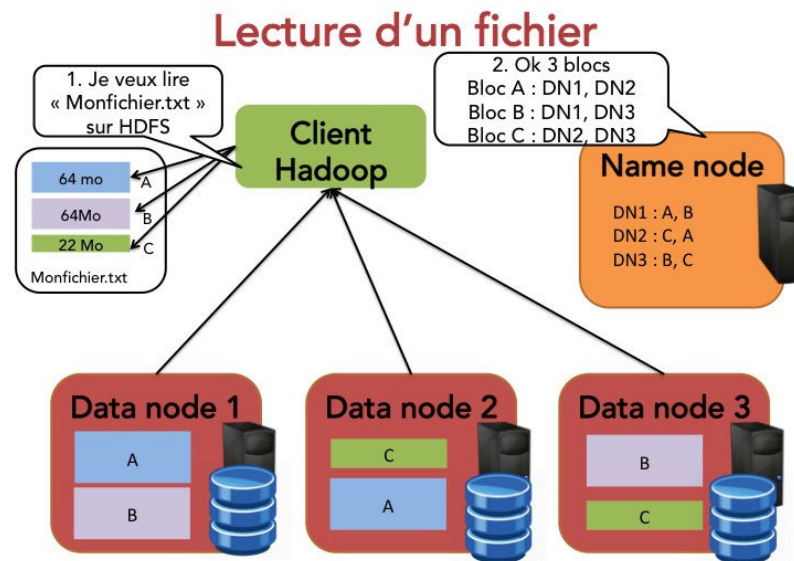 Lecture d'un fichier
1. Je veux lire
« Monfichier.txt »
sur HDFS
2. Ok 3 blocs
Bloc A : DN1, DN2
Bloc B : DN1, DN3
Bloc C : DN2, DN3
Client
Hadoop
64 mo
A
64Mo
B
22 Mo
C
Monfichier.txt
Name node
DN1 : A, B
DN2 : C, A
DN3 : B, C
Data node 1
A
B
Data node 2
C
A
Data node 3
B
C